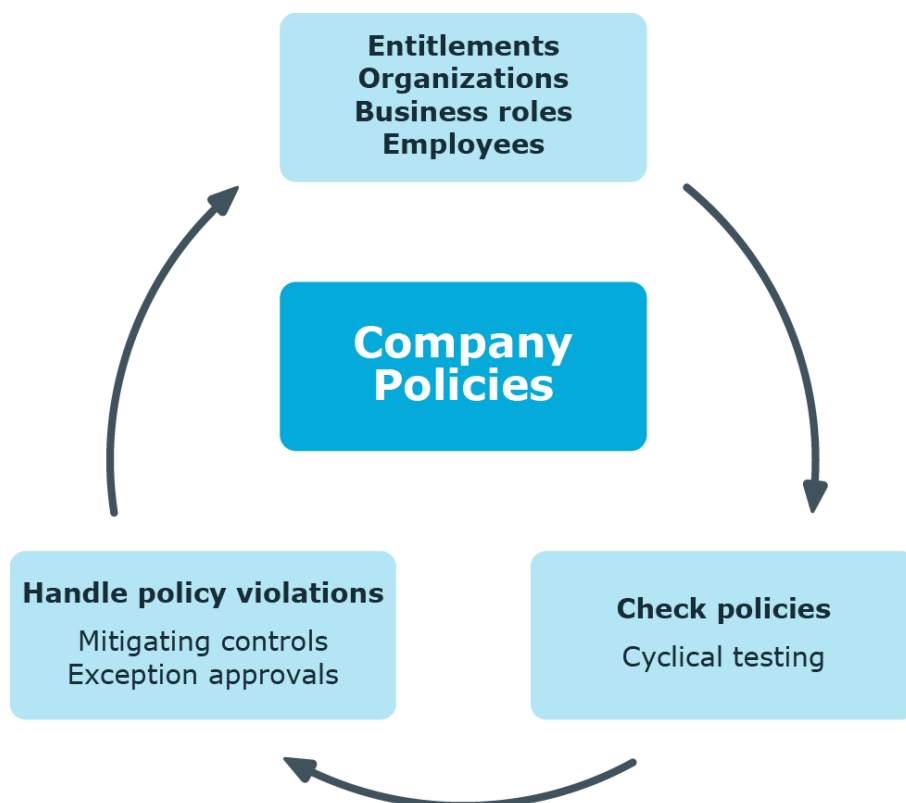 Entitlements
Organizations
Business roles
Employees
Company
Policies
Handle policy violations
Mitigating controls
Exception approvals
Check policies
Cyclical testing